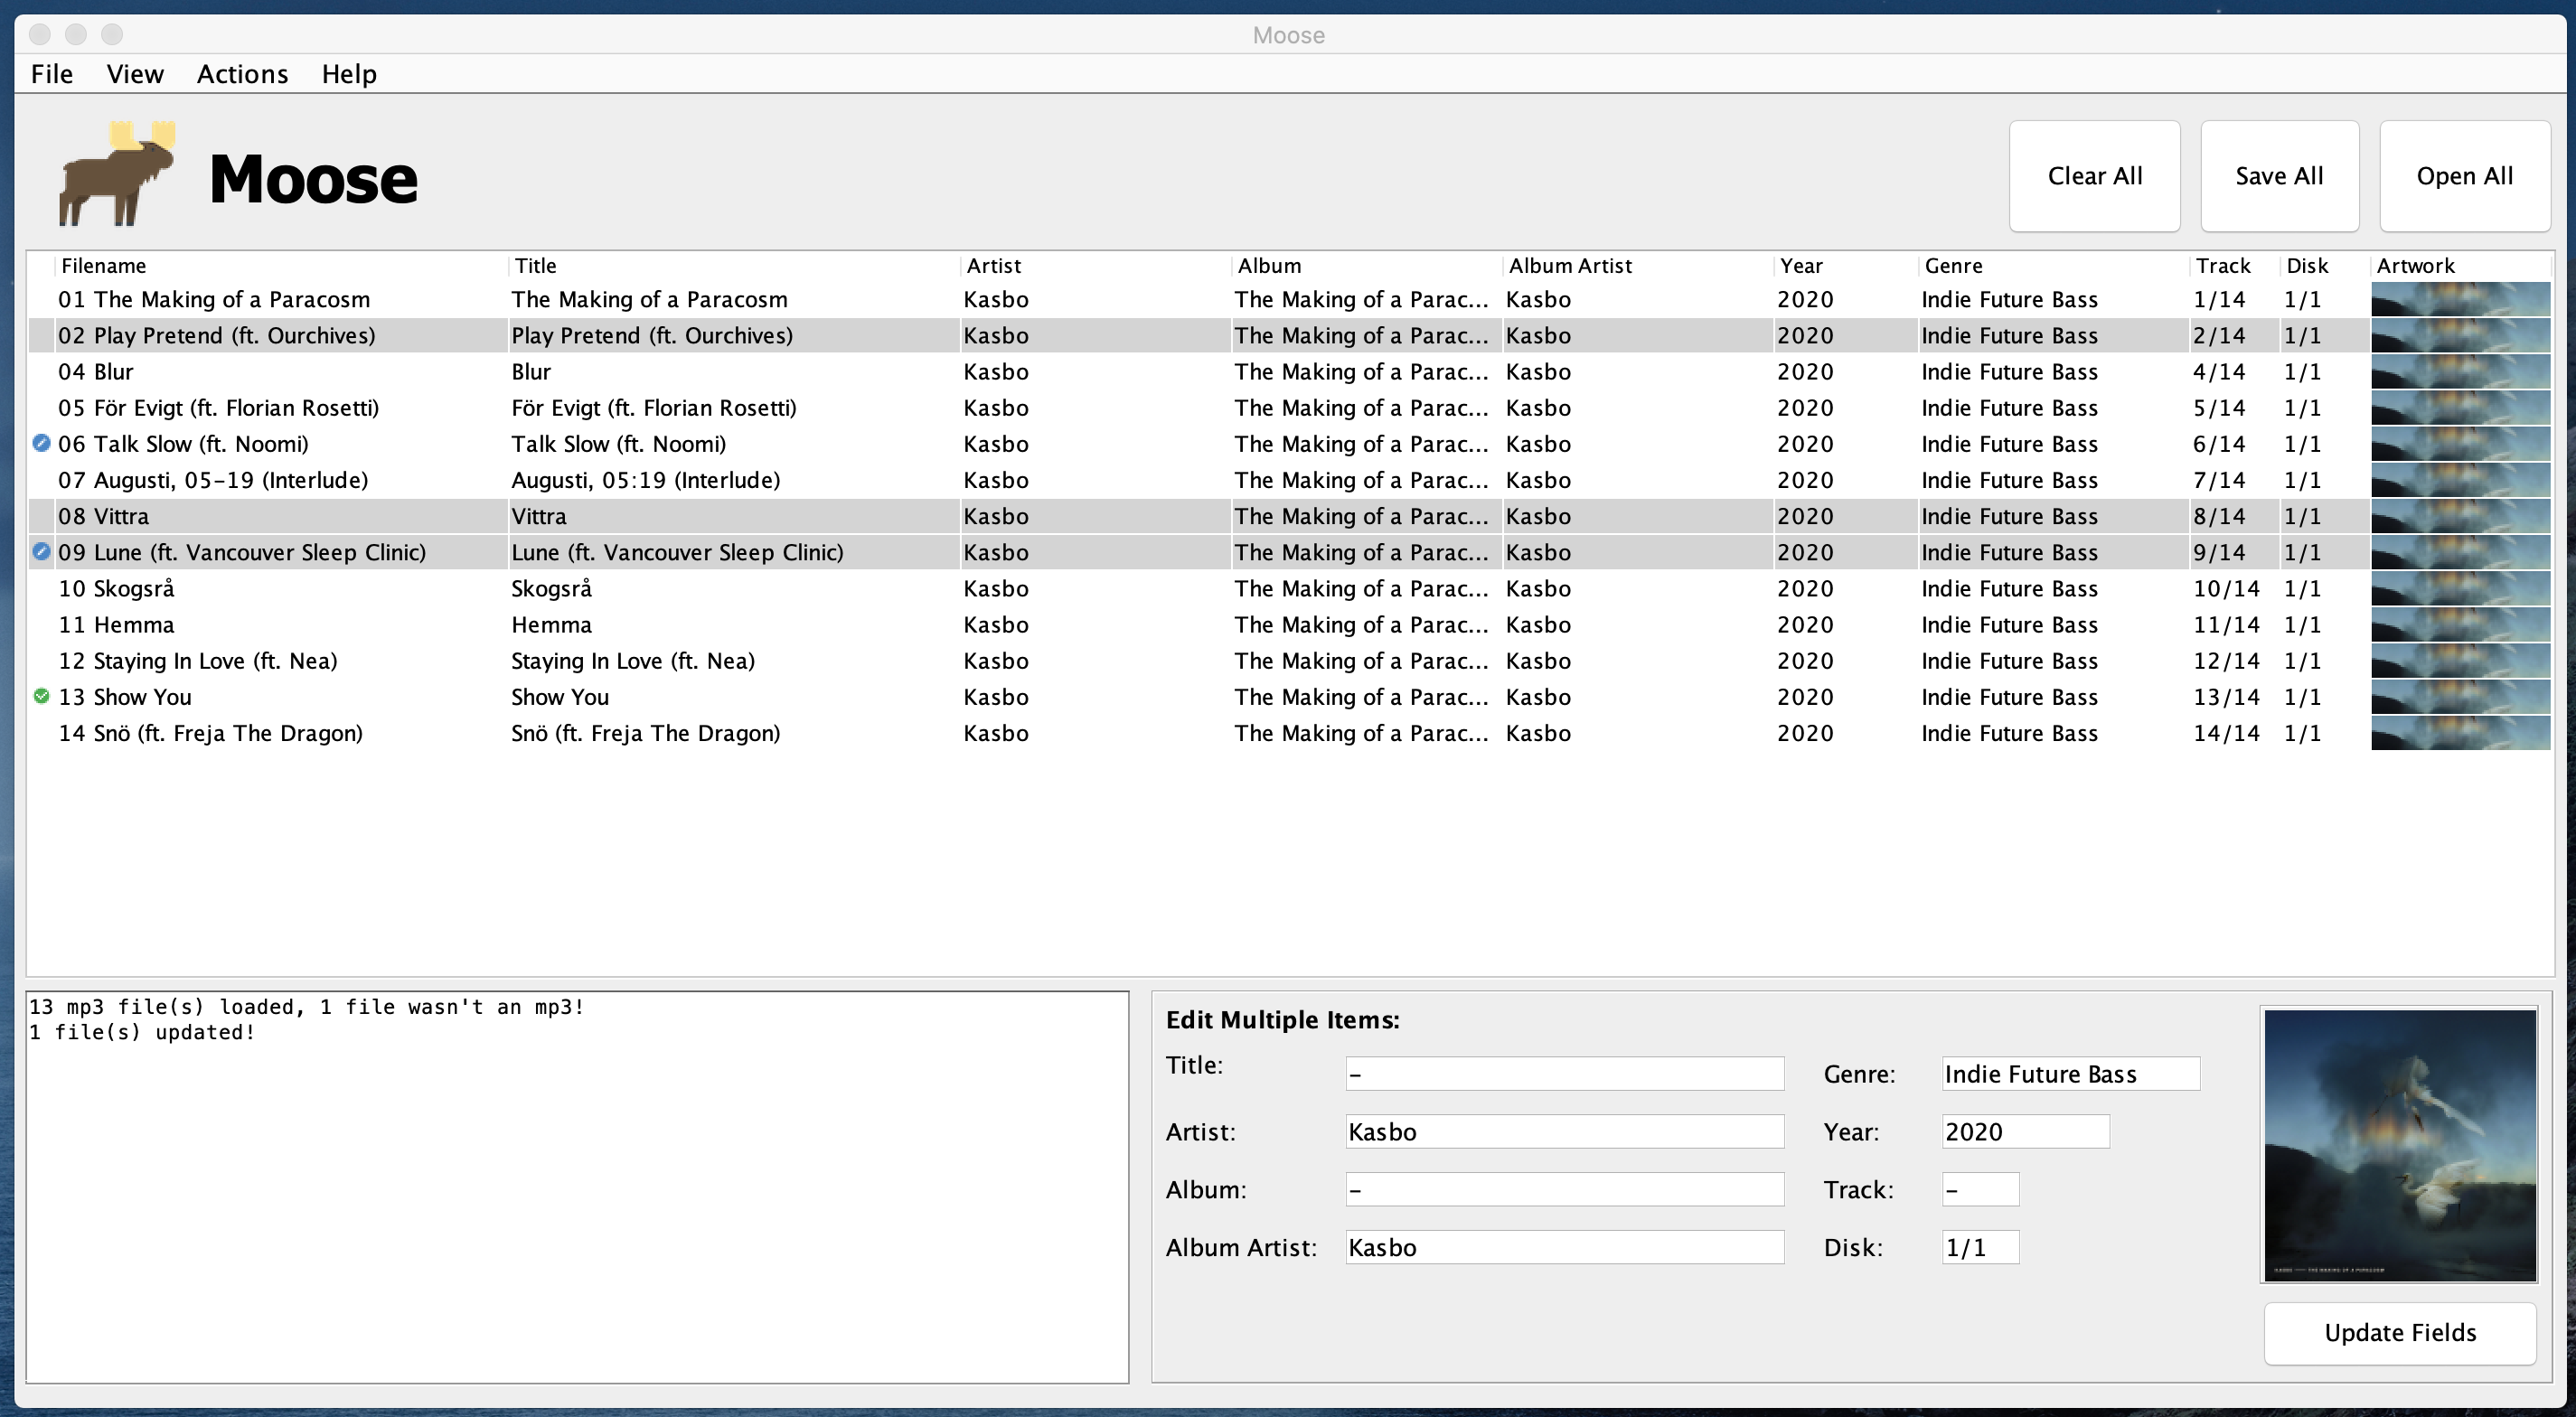 Moose
File View Actions Help
Moose
Clear All Save All Open All
Filename Title Artist Album Album Artist Year Genre Track Disk Artwork
01 The Making of a Paracosm The Making of a Paracosm Kasbo The Making of a Parac... Kasbo 2020 Indie Future Bass 1/14 1/1
02 Play Pretend (ft. Ourchives) Play Pretend (ft. Ourchives) Kasbo The Making of a Parac... Kasbo 2020 Indie Future Bass 2/14 1/1
04 Blur Blur Kasbo The Making of a Parac... Kasbo 2020 Indie Future Bass 4/14 1/1
05 För Evigt (ft. Florian Rosetti) För Evigt (ft. Florian Rosetti) Kasbo The Making of a Parac... Kasbo 2020 Indie Future Bass 5/14 1/1
06 Talk Slow (ft. Noomi) Talk Slow (ft. Noomi) Kasbo The Making of a Parac... Kasbo 2020 Indie Future Bass 6/14 1/1
07 Augusti, 05-19 (Interlude) Augusti, 05:19 (Interlude) Kasbo The Making of a Parac... Kasbo 2020 Indie Future Bass 7/14 1/1
08 Vittra Vittra Kasbo The Making of a Parac... Kasbo 2020 Indie Future Bass 8/14 1/1
09 Lune (ft. Vancouver Sleep Clinic) Lune (ft. Vancouver Sleep Clinic) Kasbo The Making of a Parac... Kasbo 2020 Indie Future Bass 9/14 1/1
10 Skogsrå Skogsrå Kasbo The Making of a Parac... Kasbo 2020 Indie Future Bass 10/14 1/1
11 Hemma Hemma Kasbo The Making of a Parac... Kasbo 2020 Indie Future Bass 11/14 1/1
12 Staying In Love (ft. Nea) Staying In Love (ft. Nea) Kasbo The Making of a Parac... Kasbo 2020 Indie Future Bass 12/14 1/1
13 Show You Show You Kasbo The Making of a Parac... Kasbo 2020 Indie Future Bass 13/14 1/1
14 Snö (ft. Freja The Dragon) Snö (ft. Freja The Dragon) Kasbo The Making of a Parac... Kasbo 2020 Indie Future Bass 14/14 1/1
13 mp3 file(s) loaded, 1 file wasn't an mp3!
1 file(s) updated!
Edit Multiple Items:
Title: - Genre: Indie Future Bass
Artist: Kasbo Year: 2020
Album: - Track: -
Album Artist: Kasbo Disk: 1/1
KASBO — THE MAKING OF A PARACOSM
Update Fields